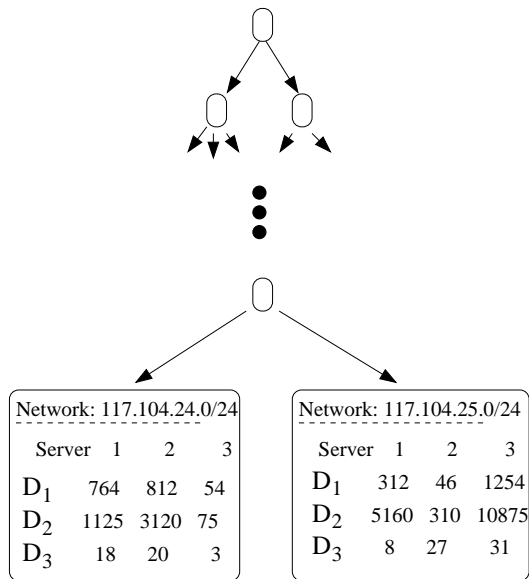 Network: 117.104.24.0/24
Server 1 2 3
D1 764 812 54
D2 1125 3120 75
D3 18 20 3
Network: 117.104.25.0/24
Server 1 2 3
D1 312 46 1254
D2 5160 310 10875
D3 8 27 31